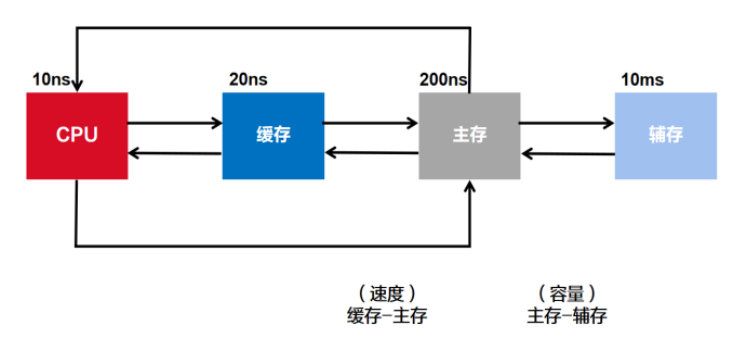 10ns
20ns
200ns
10ms
CPU
缓存
主存
辅存
（速度）
缓存-主存
（容量）
主存-辅存